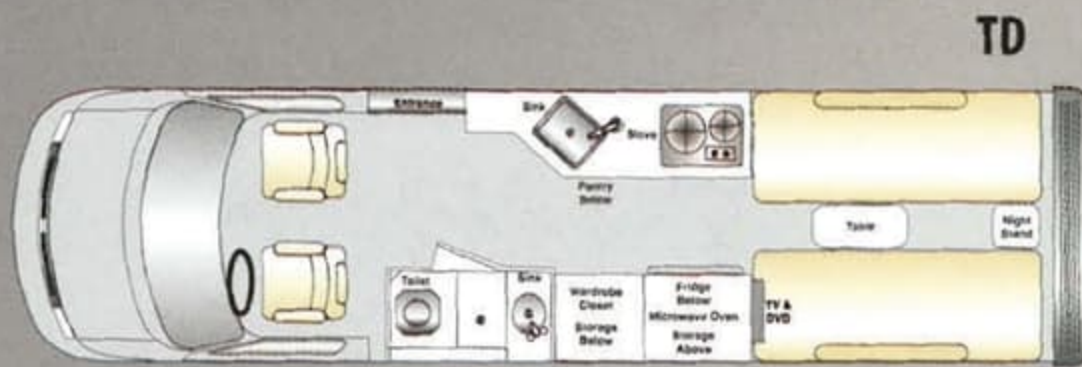 TD
Entrance
Sink
Stove
Pantry
Below
Table
Night
Stand
Toilet
Sink
Wardrobe
Closet
Storage
Below
Fridge
Below
Microwave Oven
Storage
Above
TV &
DVD